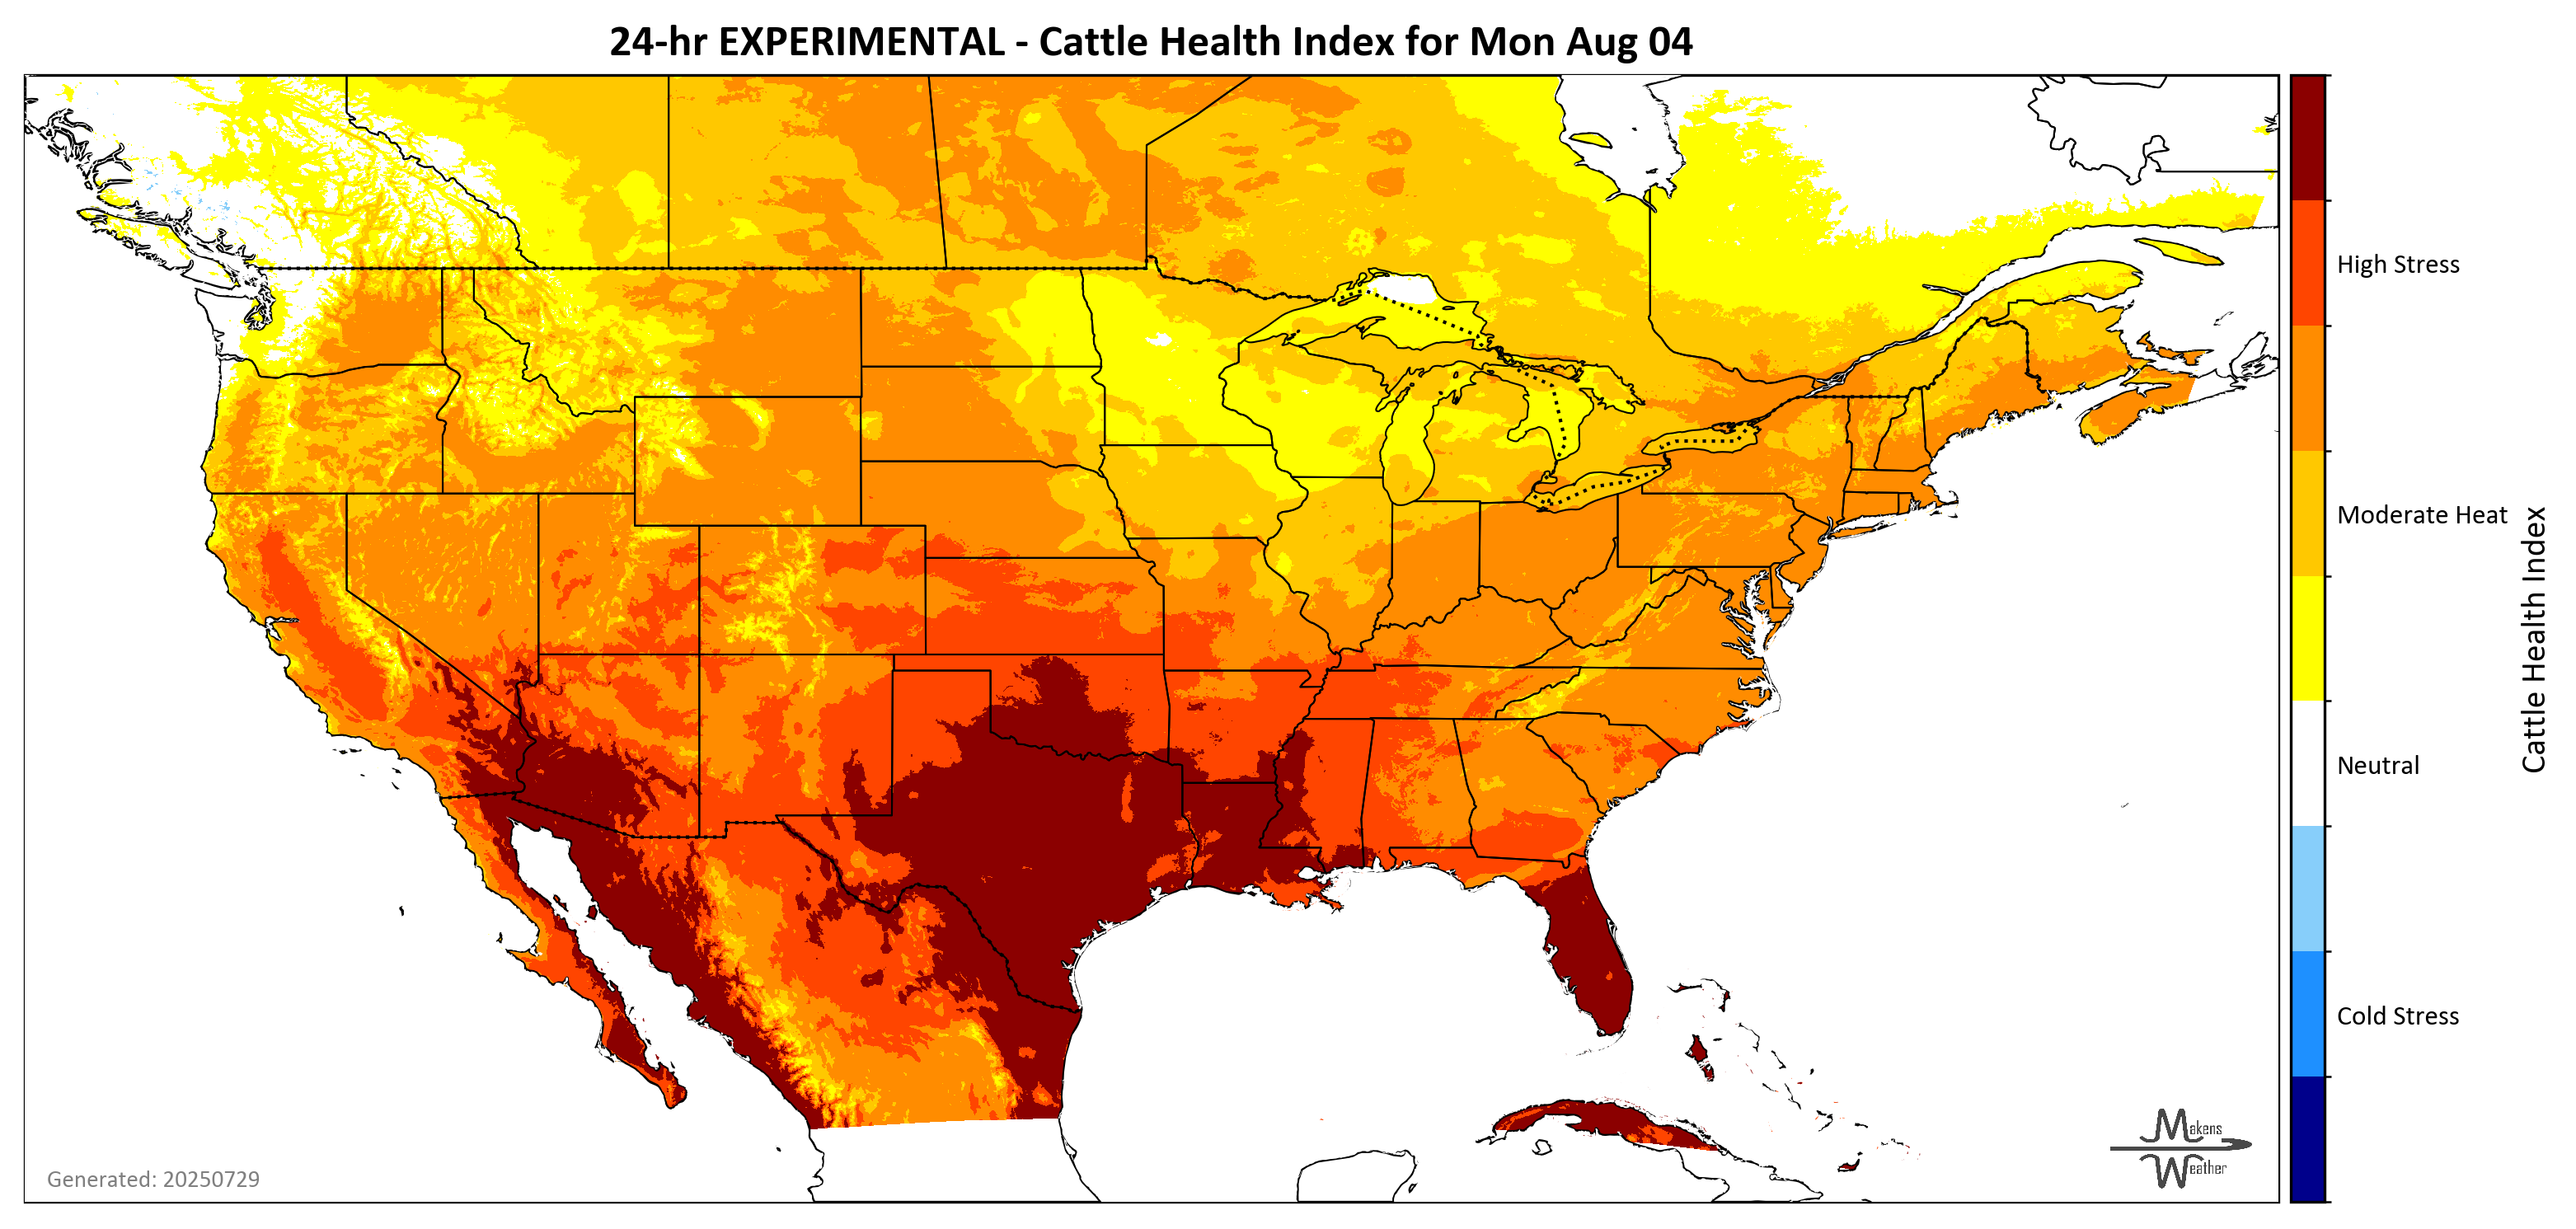 24-hr EXPERIMENTAL - Cattle Health Index for Mon Aug 04
High Stress
Moderate Heat
Neutral
Cold Stress
Cattle Health Index
Generated: 20250729
Makens
Weather